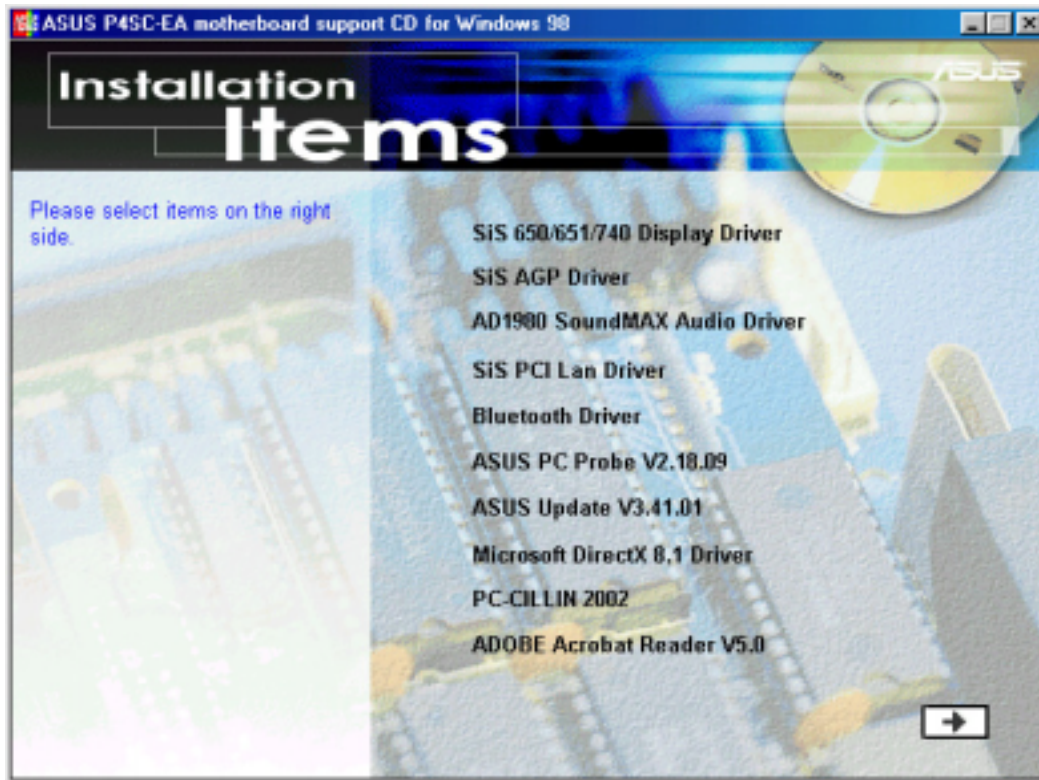 ASUS P4SC-EA motherboard support CD for Windows 98
Installation
Items
ASUS
Please select items on the right
side.
SiS 650/651/740 Display Driver
SiS AGP Driver
AD1980 SoundMAX Audio Driver
SiS PCI Lan Driver
Bluetooth Driver
ASUS PC Probe V2.18.09
ASUS Update V3.41.01
Microsoft DirectX 8.1 Driver
PC-CILLIN 2002
ADOBE Acrobat Reader V5.0